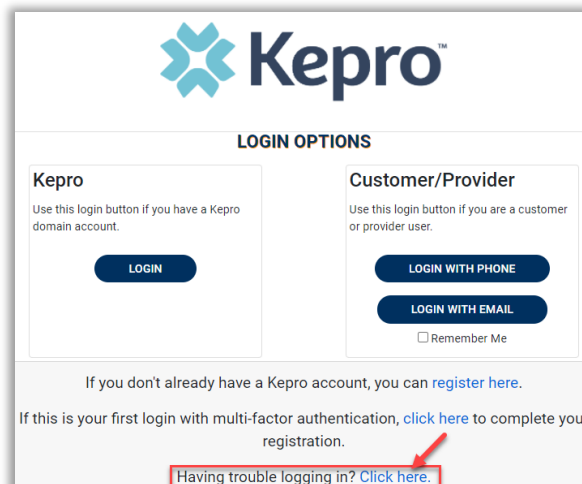 Kepro™
LOGIN OPTIONS
Kepro
Use this login button if you have a Kepro
domain account.
LOGIN
Customer/Provider
Use this login button if you are a customer
or provider user.
LOGIN WITH PHONE
LOGIN WITH EMAIL
Remember Me
If you don't already have a Kepro account, you can register here.
If this is your first login with multi-factor authentication, click here to complete you
registration.
Having trouble logging in? Click here.